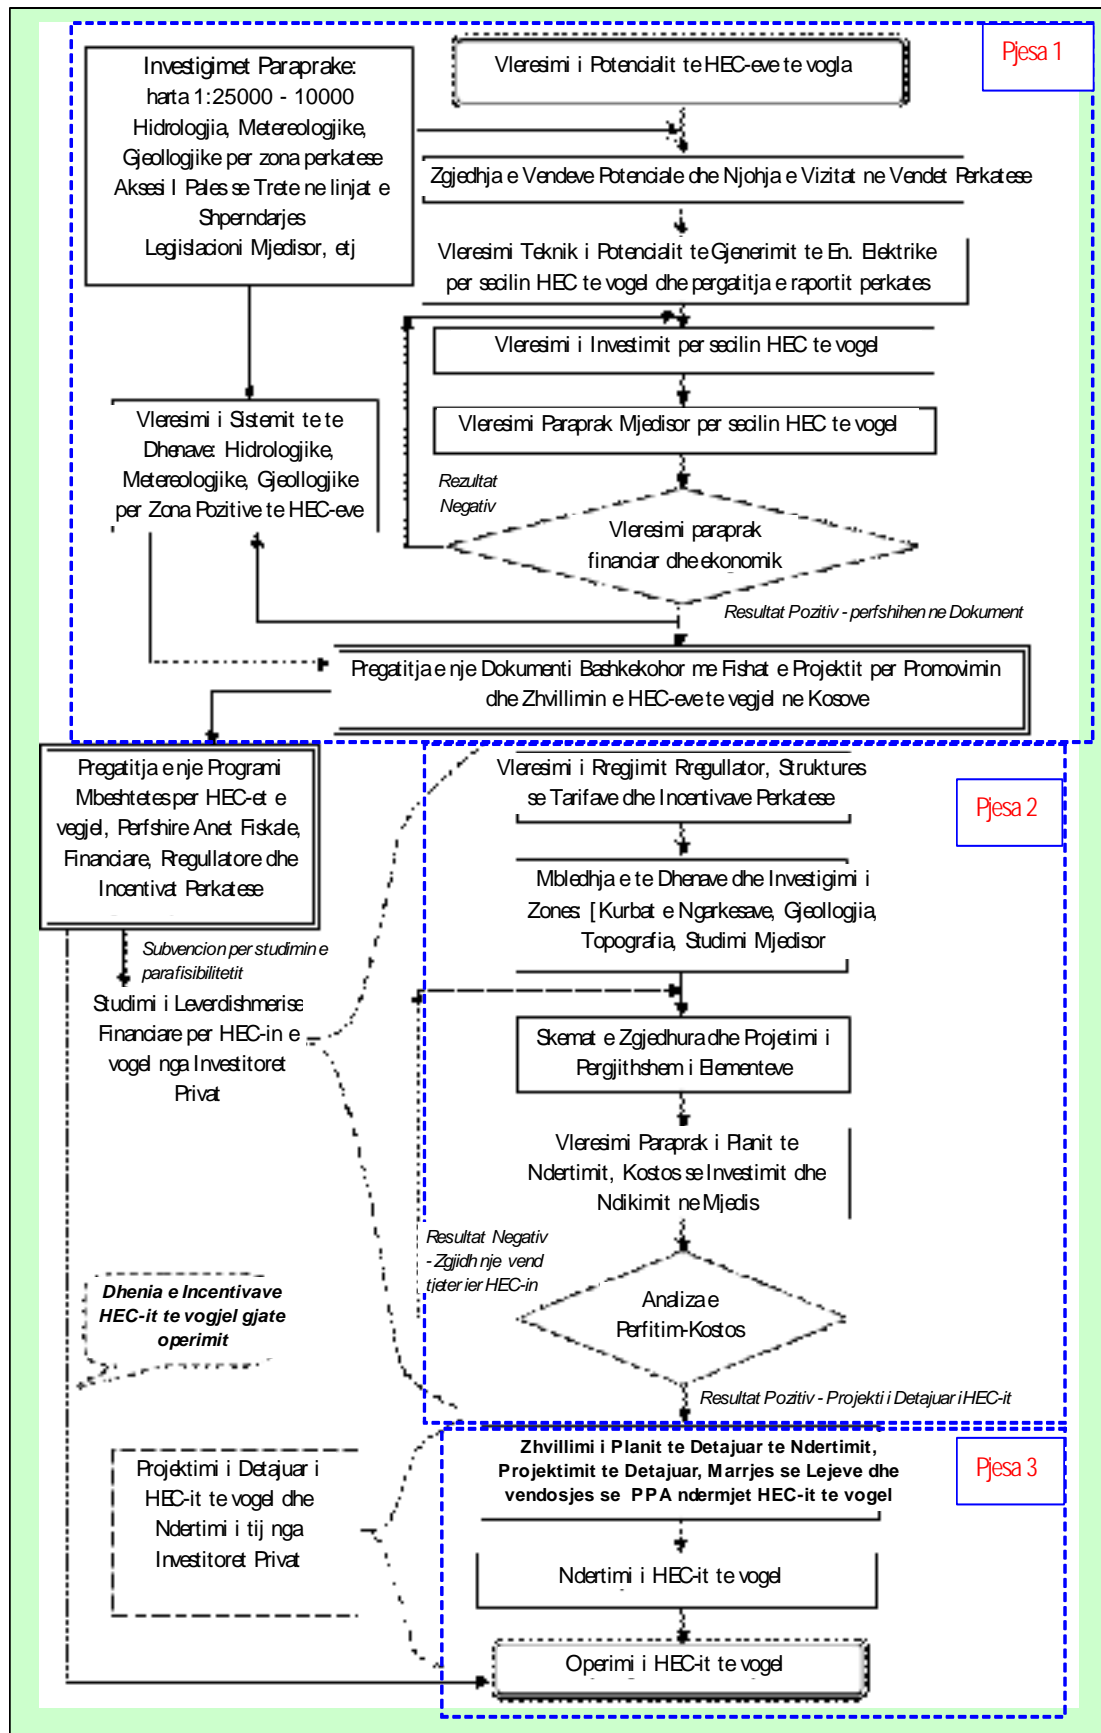 Pjesa 1
Vleresimi i Potencialit te HEC-eve te vogla
Investigimet Paraprake:
harta 1:25000 - 10000
Hidrologjia, Metereologjike,
Gjeollogjike per zona perkatese
Aksesi I Pales se Trete ne linjat e
Shperndarjes
Legjislacioni Mjedisor, etj
Zgjedhja e Vendeve Potenciale dhe Njohja e Vizitat ne Vendet Perkatese
Vleresimi Teknik i Potencialit te Gjenerimit te En. Elektrike
per secilin HEC te vogel dhe pergatitja e raportit perkates
Vleresimi i Investimit per secilin HEC te vogel
Vleresimi Paraprak Mjedisor per secilin HEC te vogel
Vleresimi i Sistemit te te
Dhenave: Hidrologjike,
Metereologjike, Gjeollogjike
per Zona Pozitive te HEC-eve
Rezultat
Negativ
Vleresimi paraprak
financiar dhe ekonomik
Resultat Pozitiv - perfshihen ne Dokument
Pregatitja e nje Dokumenti Bashkekohor me Fishat e Projektit per Promovimin
dhe Zhvillimin e HEC-eve te vegjel ne Kosove
Pregatitja e nje Programi
Mbeshtetes per HEC-et e
vegjel, Perfshire Anet Fiskale,
Financiare, Rregullatore dhe
Incentivat Perkatese
Pjesa 2
Vleresimi i Rregjimit Rregullator, Struktures
se Tarifave dhe Incentivave Perkatese
Mbledhja e te Dhenave dhe Investigimi i
Zones: [ Kurbat e Ngarkesave, Gjeollogjia,
Topografia, Studimi Mjedisor
Subvencion per studimin e
parafisibilitetit
Studimi i Leverdishmerise
Financiare per HEC-in e
vogel nga Investitoret
Privat
Skemat e Zgjedhura dhe Projetimi i
Pergjithshem i Elementeve
Vleresimi Paraprak i Planit te
Ndertimit, Kostos se Investimit dhe
Ndikimit ne Mjedis
Resultat Negativ
- Zgjidh nje vend
tjeter ier HEC-in
Analiza e
Perfitim-Kostos
Dhenia e Incentivave
HEC-it te vogjel gjate
operimit
Resultat Pozitiv - Projekti i Detajuar i HEC-it
Pjesa 3
Zhvillimi i Planit te Detajuar te Ndertimit,
Projektimit te Detajuar, Marrjes se Lejeve dhe
vendosjes se PPA ndermjet HEC-it te vogel
Projektimi i Detajuar i
HEC-it te vogel dhe
Ndertimi i tij nga
Investitoret Privat
Ndertimi i HEC-it te vogel
Operimi i HEC-it te vogel